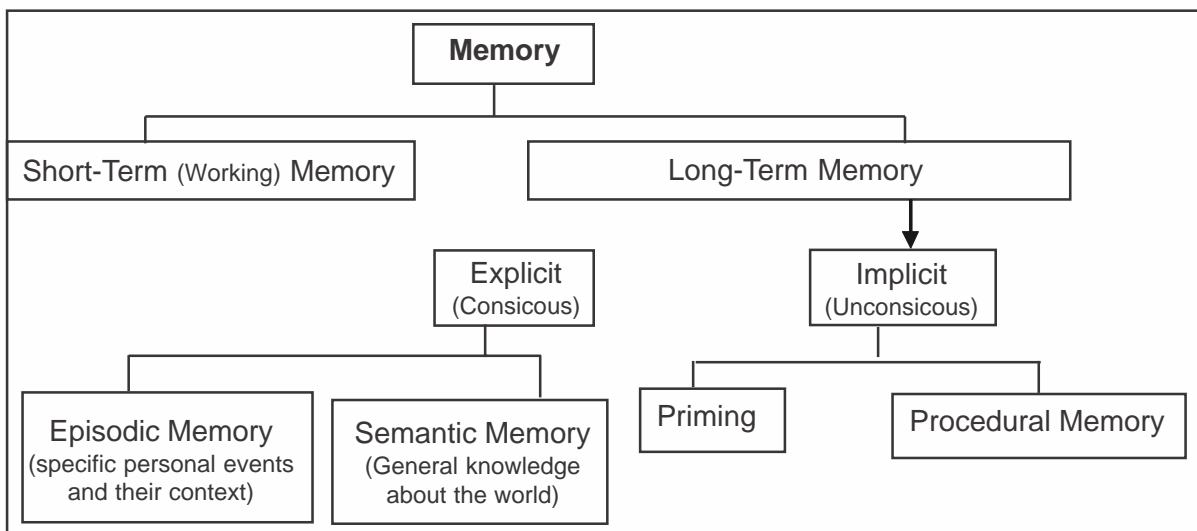 Memory
Short-Term (Working) Memory
Long-Term Memory
Explicit
(Consicous)
Implicit
(Unconsicous)
Episodic Memory
(specific personal events
and their context)
Semantic Memory
(General knowledge
about the world)
Priming
Procedural Memory